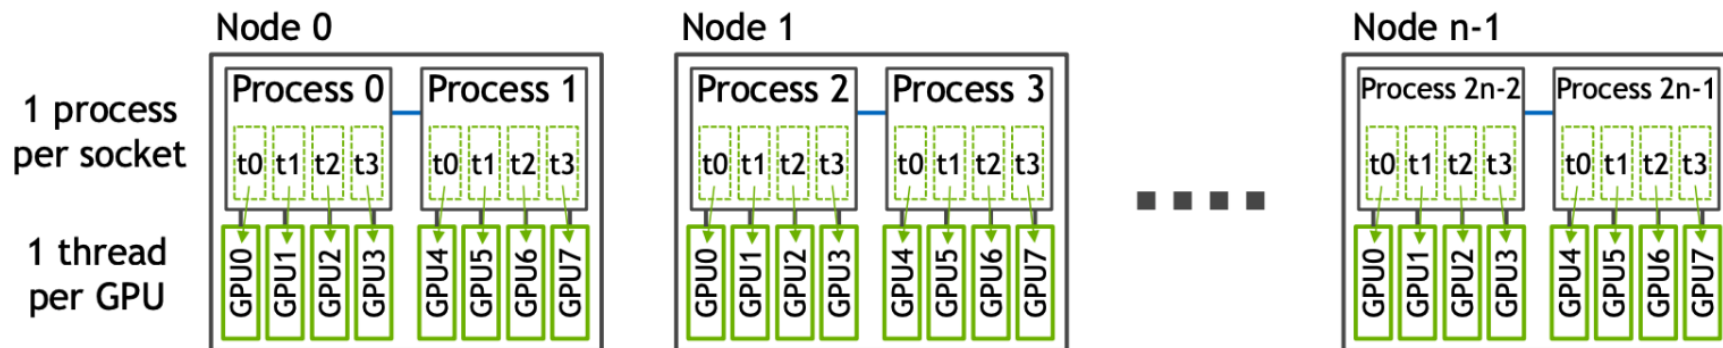 Node 0
Node 1
Node n-1
1 process
per socket
Process 0
Process 1
Process 2
Process 3
Process 2n-2
Process 2n-1
t0 t1 t2 t3
t0 t1 t2 t3
t0 t1 t2 t3
t0 t1 t2 t3
t0 t1 t2 t3
t0 t1 t2 t3
1 thread
per GPU
GPU0
GPU1
GPU2
GPU3
GPU4
GPU5
GPU6
GPU7
GPU0
GPU1
GPU2
GPU3
GPU4
GPU5
GPU6
GPU7
GPU0
GPU1
GPU2
GPU3
GPU4
GPU5
GPU6
GPU7